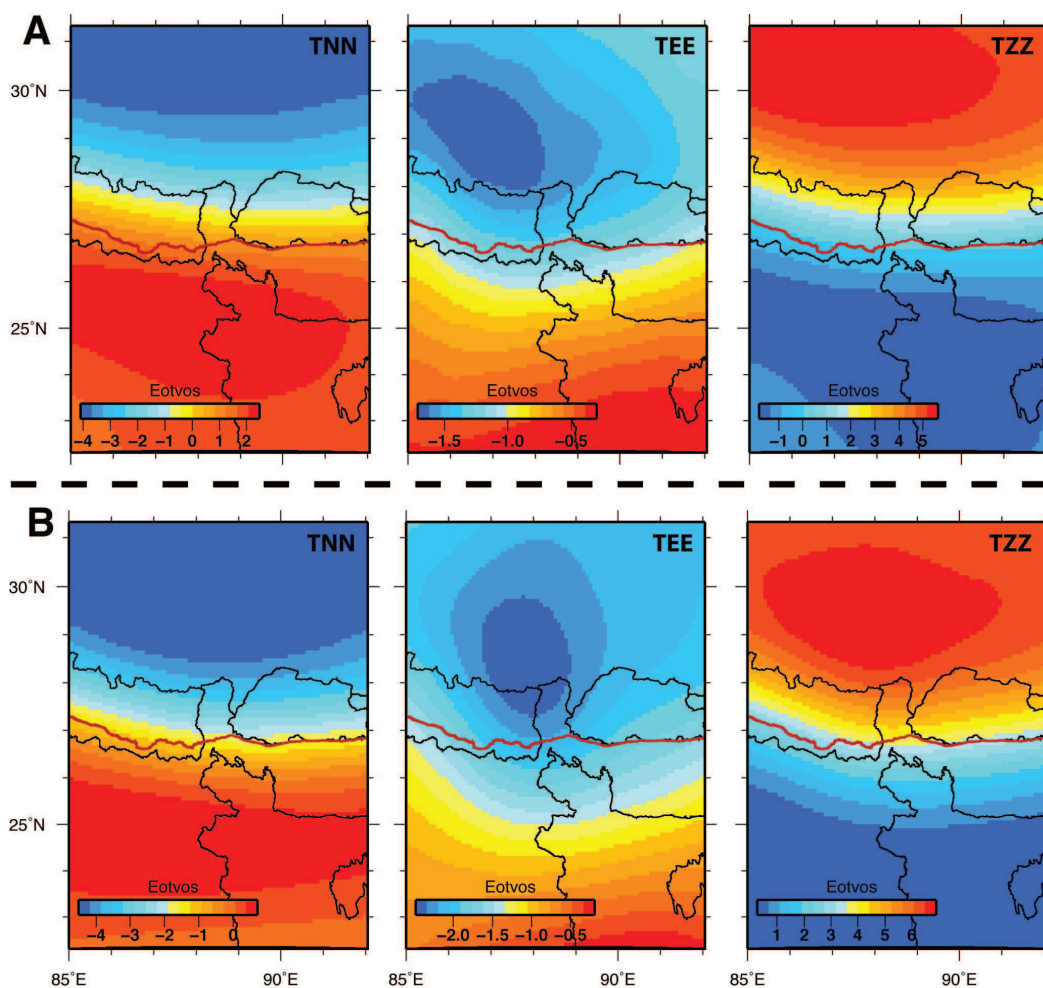 A
TNN
TEE
TZZ
30°N
25°N
Eotvos
−4 −3 −2 −1 0 1 2
Eotvos
−1.5 −1.0 −0.5
Eotvos
−1 0 1 2 3 4 5
B
TNN
TEE
TZZ
30°N
25°N
Eotvos
−4 −3 −2 −1 0
Eotvos
−2.0 −1.5 −1.0 −0.5
Eotvos
1 2 3 4 5 6
85°E 90°E 85°E 90°E 90°E